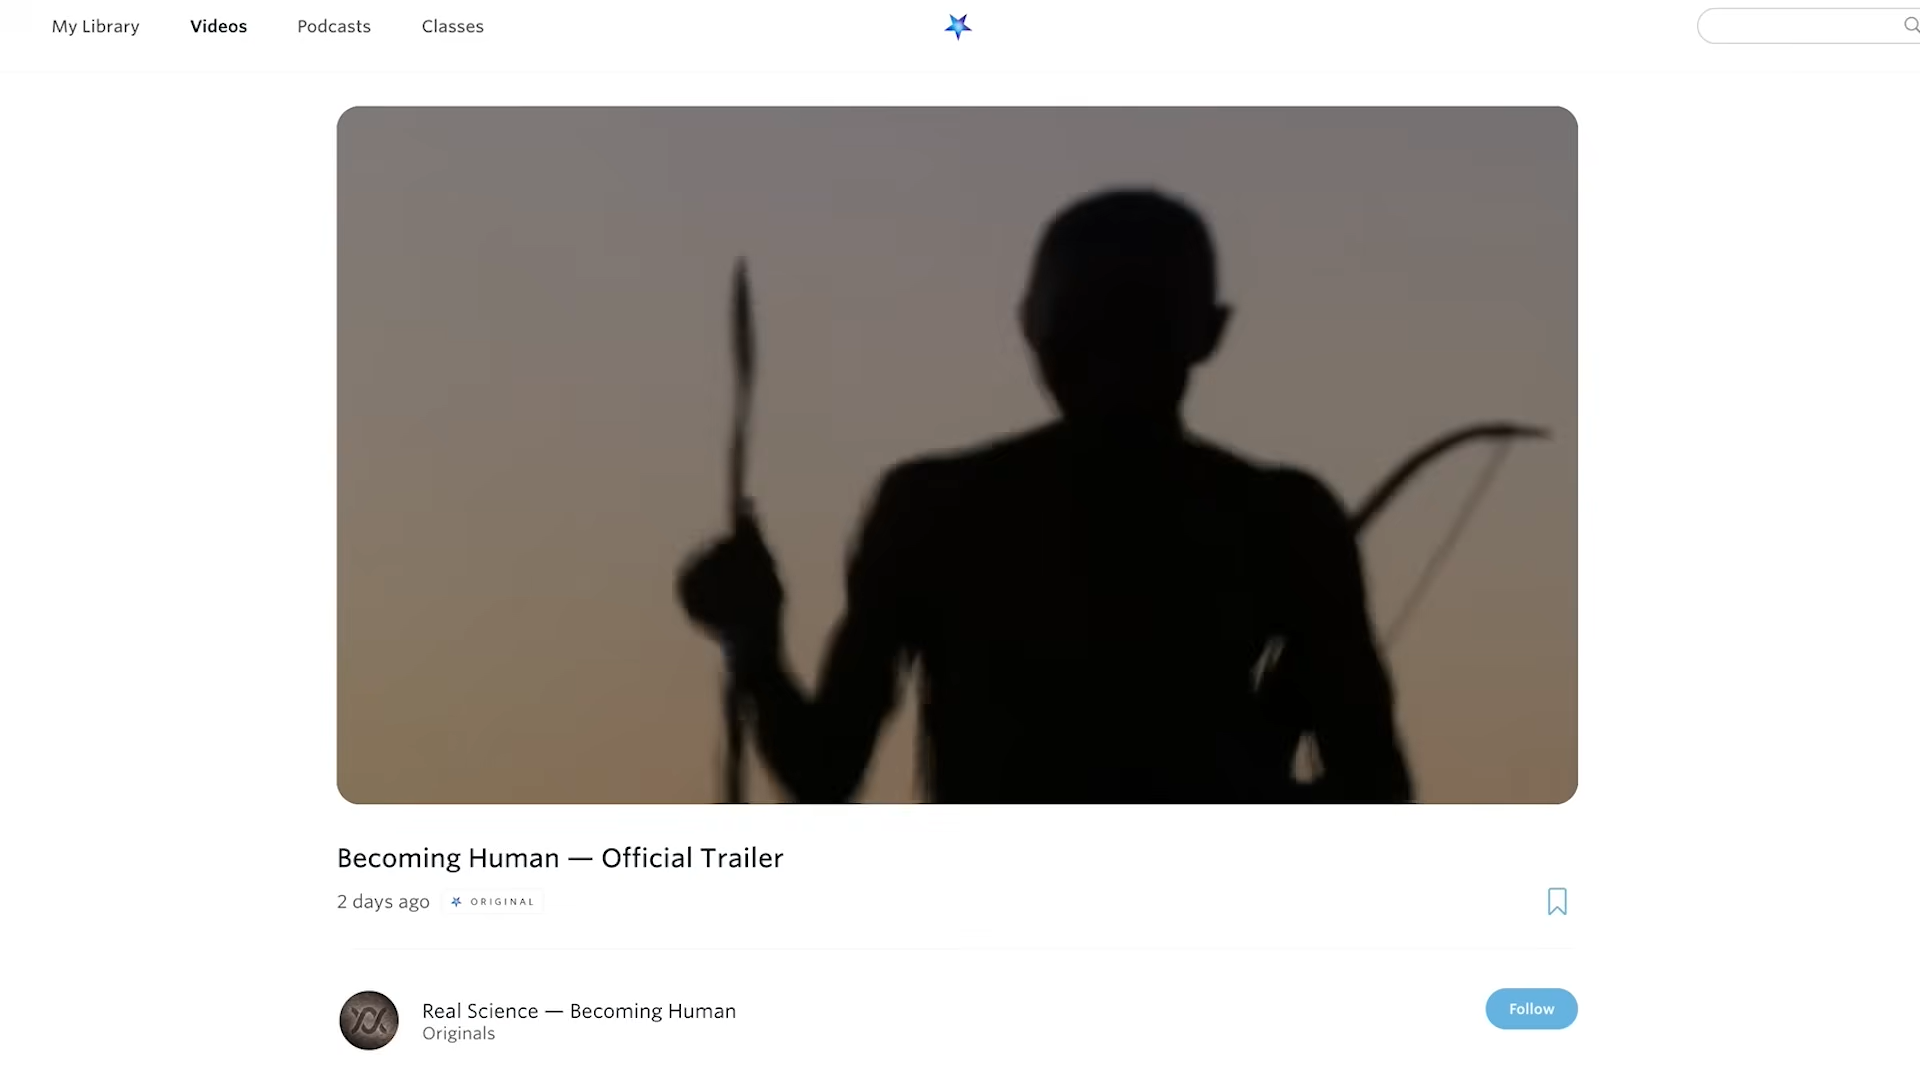 My Library Videos Podcasts Classes
Becoming Human — Official Trailer
2 days ago ORIGINAL
Real Science — Becoming Human
Originals
Follow